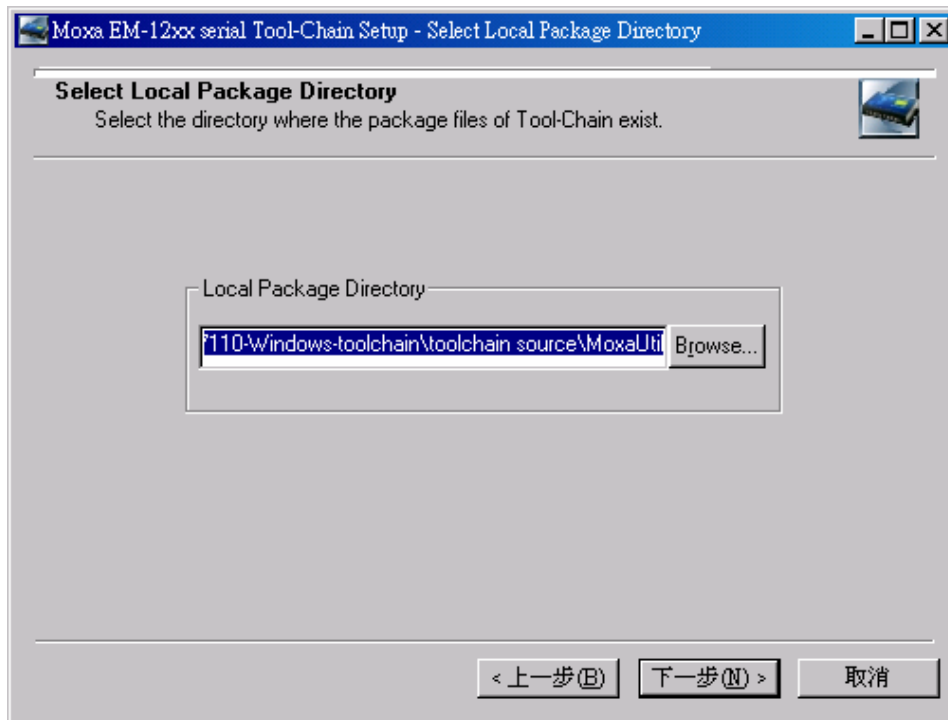 Moxa EM-12xx serial Tool-Chain Setup - Select Local Package Directory
Select Local Package Directory
Select the directory where the package files of Tool-Chain exist.
Local Package Directory
7110-Windows-toolchain\toolchain source\MoxaUtil
Browse...
< 上一步(B)
下一步(N) >
取消